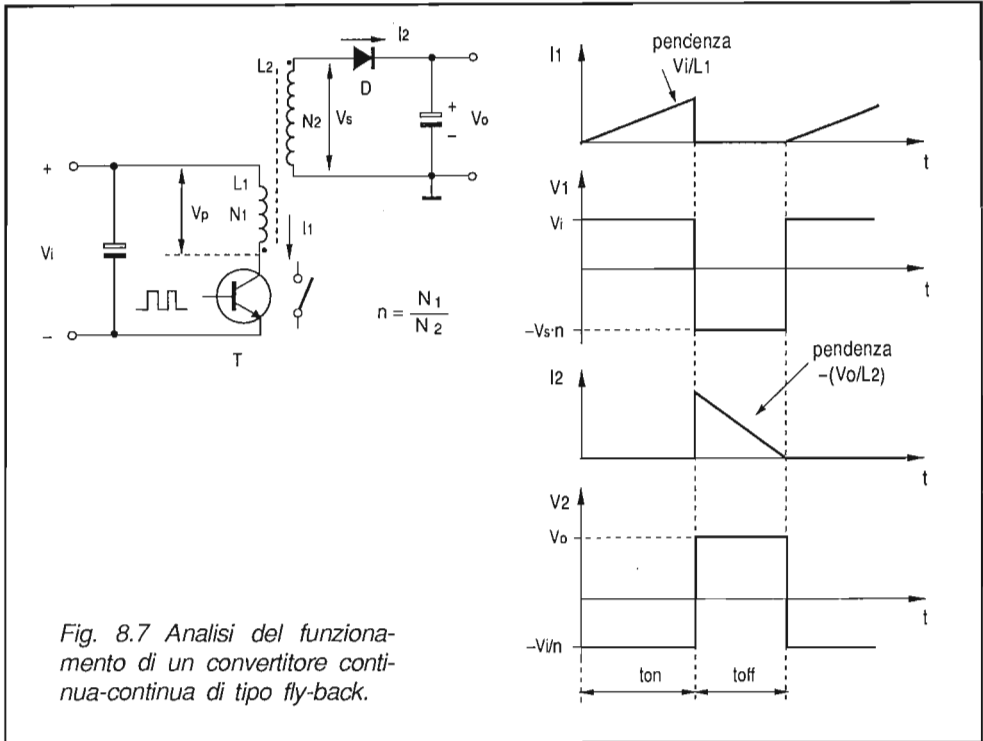 I2
L2
D
N2
Vs
+
−
Vo
+
L1
Vp
N1
I1
Vi
−
T
n = N1 / N2
I1
pendenza
Vi/L1
t
V1
Vi
t
−Vs·n
I2
pendenza
−(Vo/L2)
t
V2
Vo
t
−Vi/n
ton
toff
Fig. 8.7 Analisi del funziona-
mento di un convertitore conti-
nua-continua di tipo fly-back.